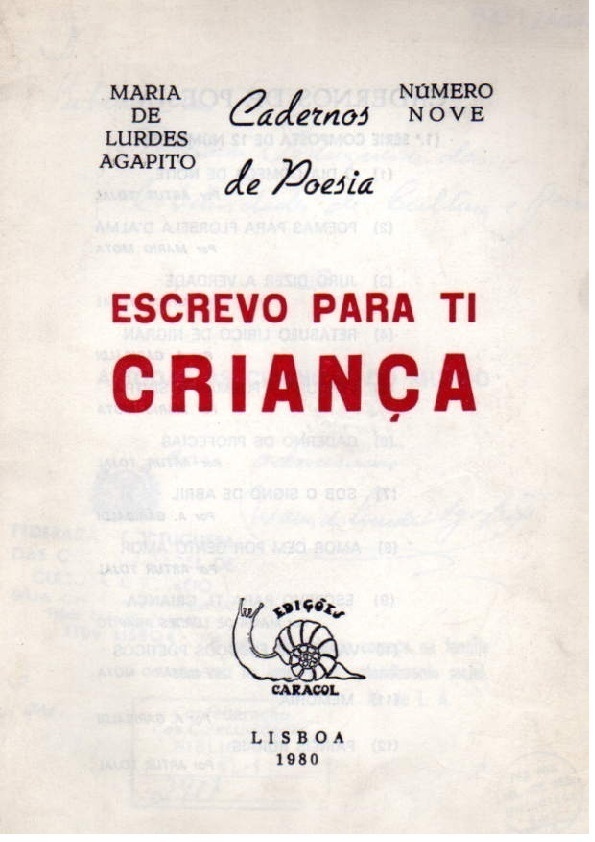 MARIA
DE
LURDES
AGAPITO
Cadernos
de Poesia
NÚMERO
NOVE
ESCREVO PARA TI
CRIANÇA
EDIÇÕES
CARACOL
LISBOA
1980